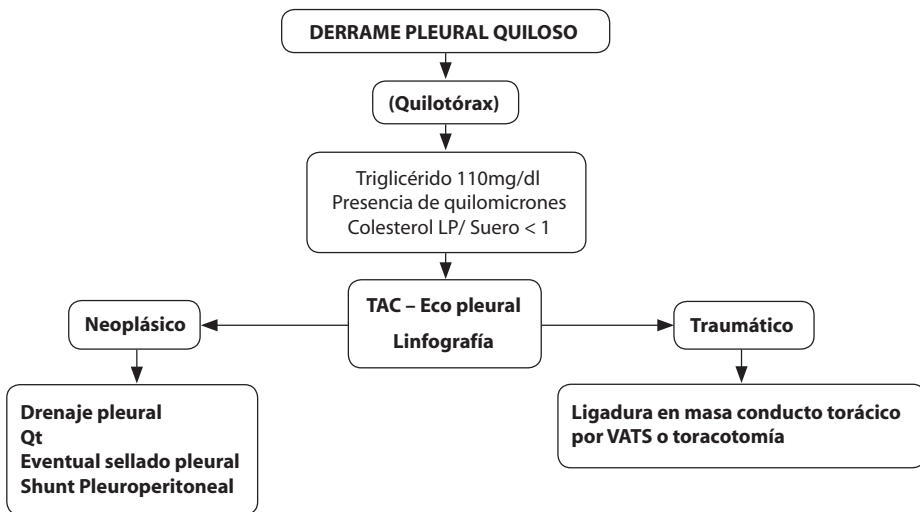 DERRAME PLEURAL QUILOSO
(Quilotórax)
Triglicérido 110mg/dl
Presencia de quilomicrones
Colesterol LP/ Suero < 1
TAC – Eco pleural
Linfografía
Neoplásico
Traumático
Drenaje pleural
Qt
Eventual sellado pleural
Shunt Pleuroperitoneal
Ligadura en masa conducto torácico
por VATS o toracotomía